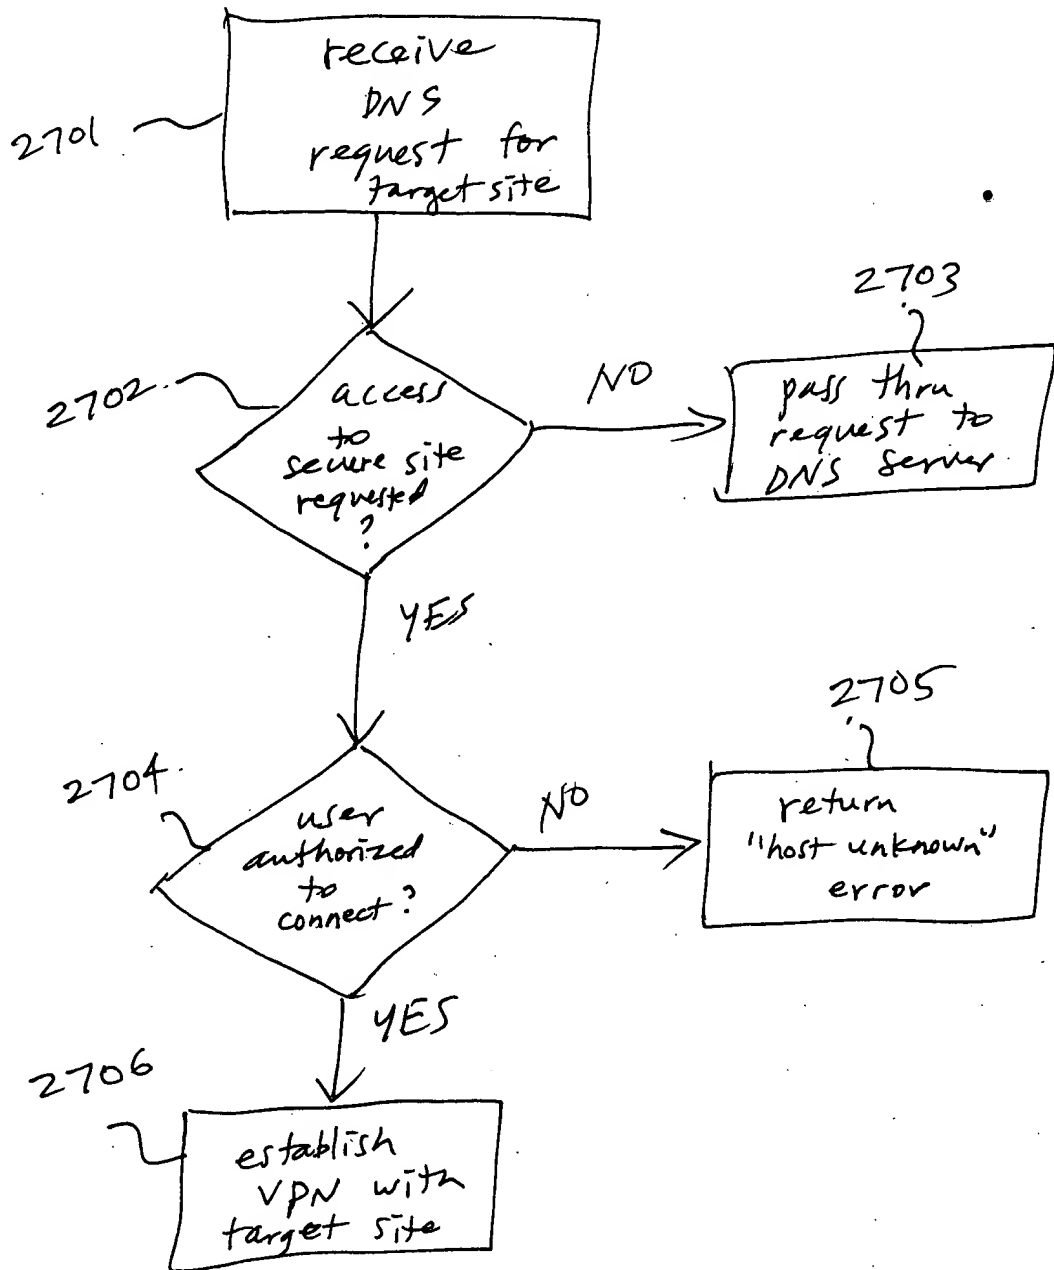 receive
DNS
request for
target site
2701
2703
2702
access
to
secure site
requested
?
NO
pass thru
request to
DNS server
YES
2705
2704
user
authorized
to
connect?
NO
return
"host unknown"
error
YES
2706
establish
VPN with
target site